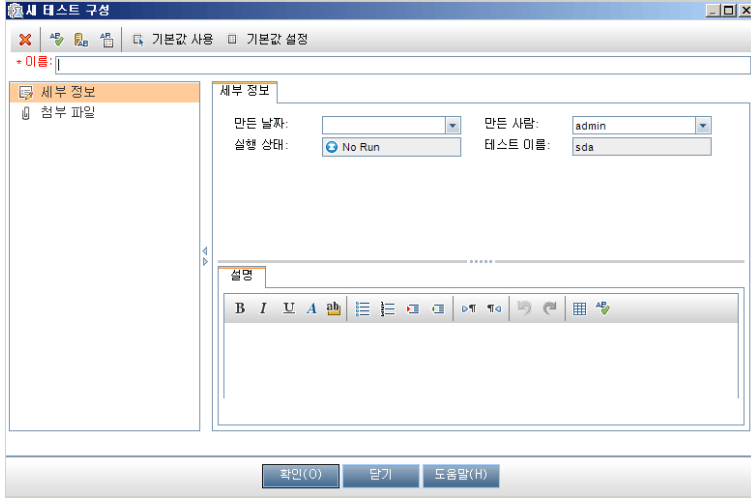 새 테스트 구성
기본값 사용 기본값 설정
* 이름:
세부 정보
첨부 파일
세부 정보
만든 날짜: 만든 사람: admin
실행 상태: No Run 테스트 이름: sda
설명
B I U A ab
확인(O) 닫기 도움말(H)